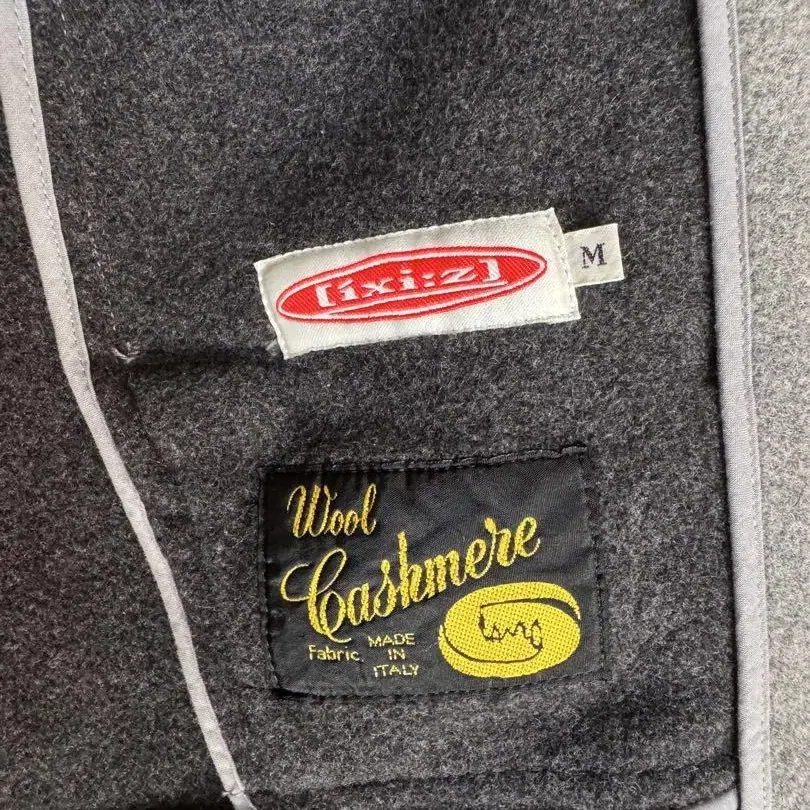 [ixi:z]
M
Wool
Cashmere
Fabric MADE
IN
ITALY